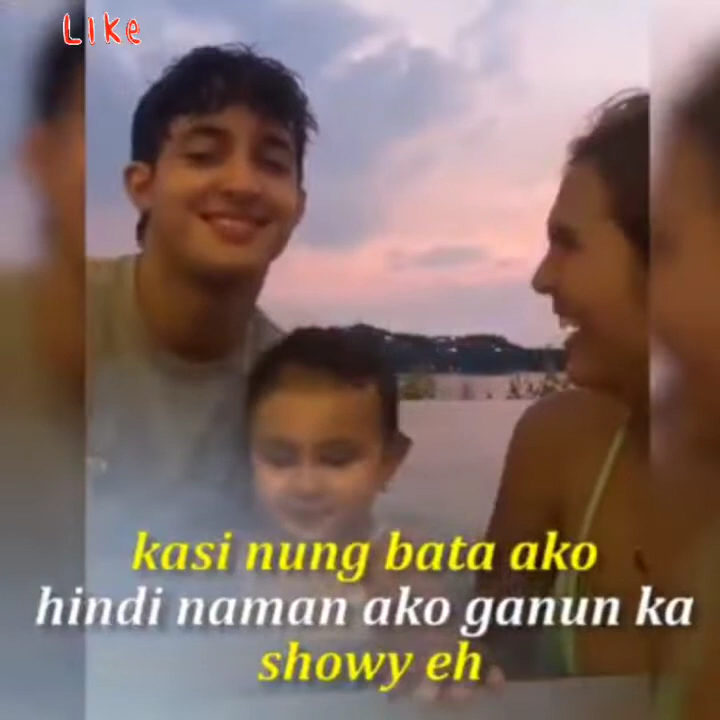 Like
kasi nung bata ako
hindi naman ako ganun ka
showy eh